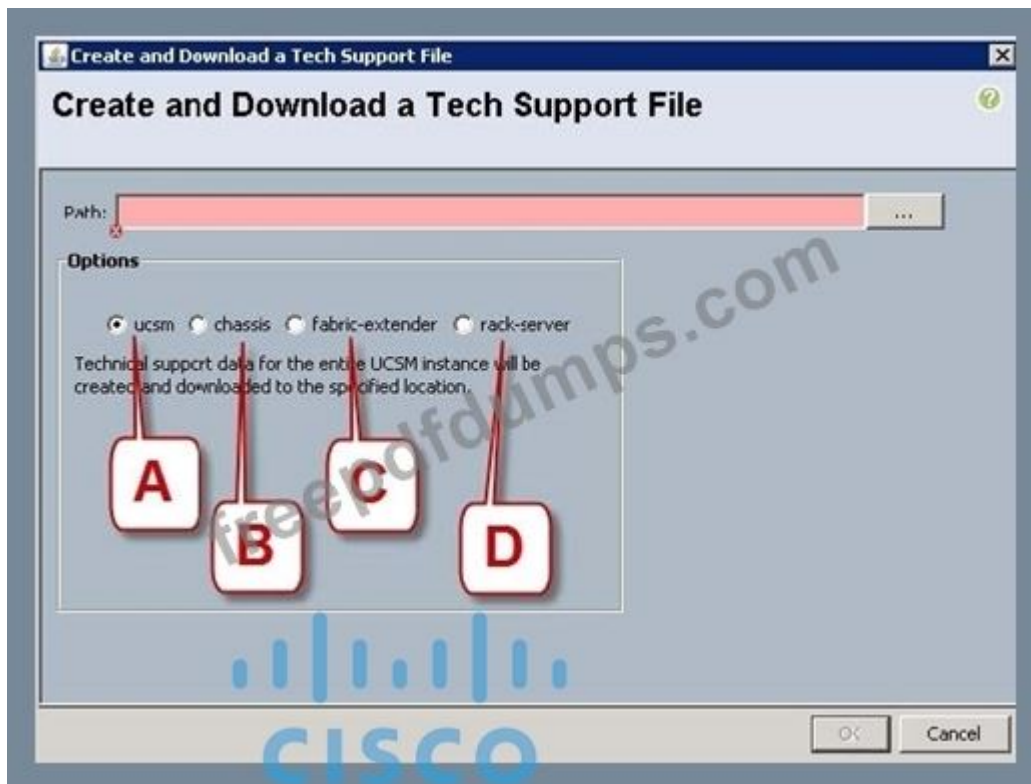 Create and Download a Tech Support File
Create and Download a Tech Support File
Path:
...
Options
ucsm chassis fabric-extender rack-server
Technical support data for the entire UCSM instance will be
created and downloaded to the specified location.
A
B
C
D
freepdfdumps.com
CISCO
OK Cancel